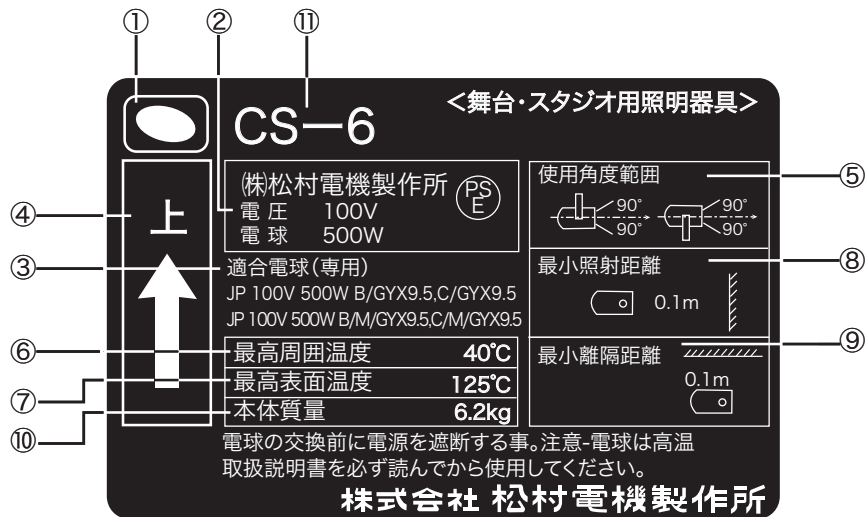 ① ② ⑪
CS－6
＜舞台・スタジオ用照明器具＞
④ 上
㈱松村電機製作所
PS
E
電圧 100V
電球 500W
③ 適合電球（専用）
JP 100V 500W B/GYX9.5,C/GYX9.5
JP 100V 500W B/M/GYX9.5,C/M/GYX9.5
⑥ 最高周囲温度 40℃
⑦ 最高表面温度 125℃
⑩ 本体質量 6.2kg
使用角度範囲 ⑤
90° 90°
90° 90°
最小照射距離 ⑧
0.1m
最小離隔距離 ⑨
0.1m
電球の交換前に電源を遮断する事。注意-電球は高温
取扱説明書を必ず読んでから使用してください。
株式会社 松村電機製作所